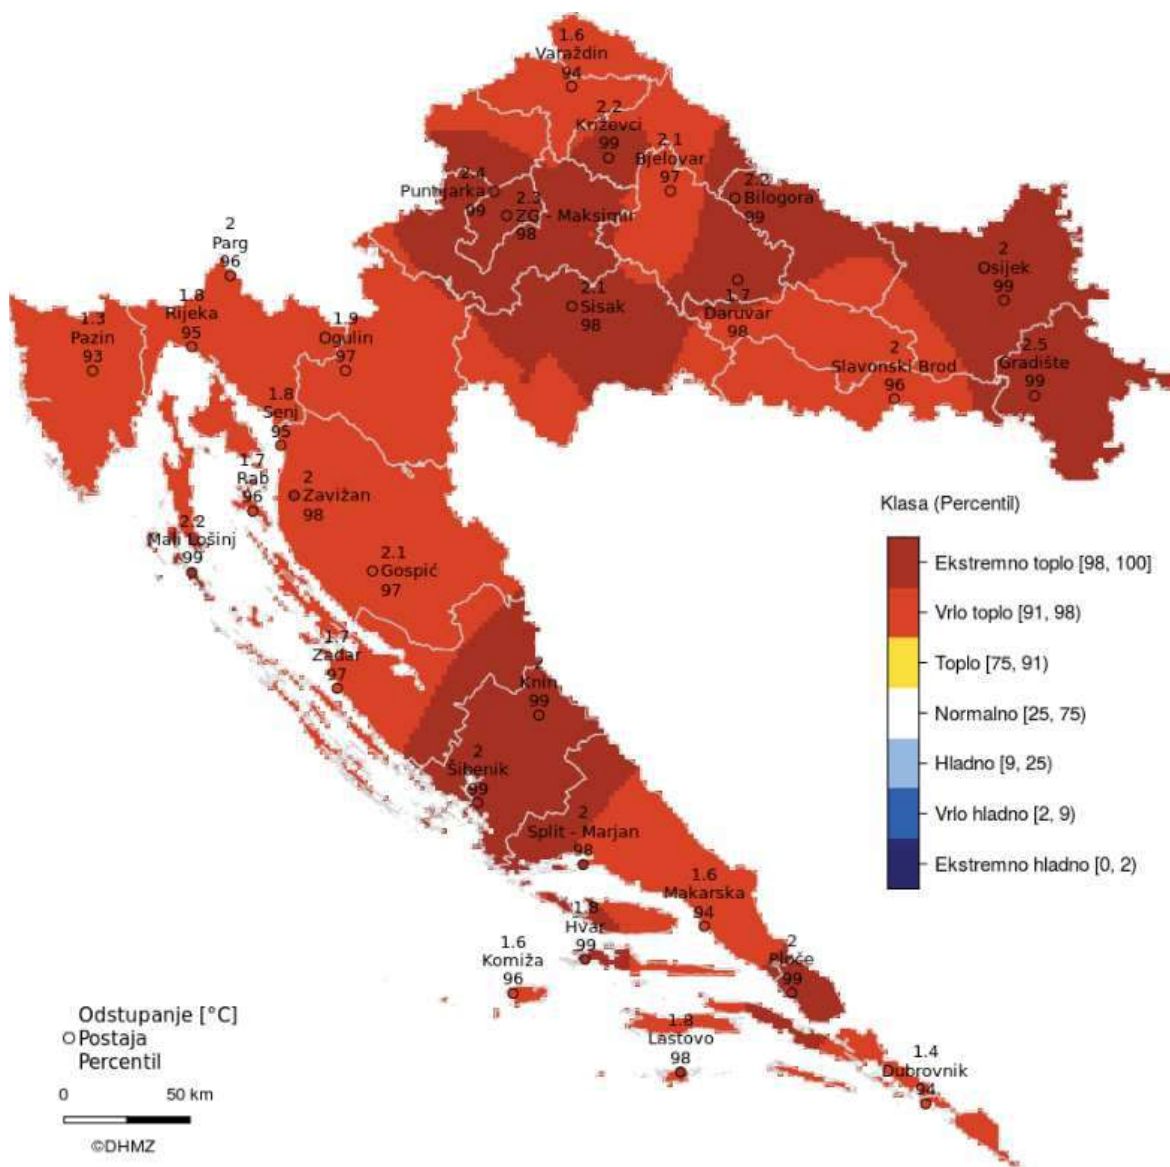 1.6
Varaždin
94
2.2
Križevci
99
2.1
Bjelovar
97
2.4
Puntijarka
99
2.3
ZG - Maksimir
98
2.2
Bilogora
99
2
Parg
96
2
Osijek
99
1.8
Rijeka
95
2.1
Sisak
98
1.7
Daruvar
98
1.3
Pazin
93
1.9
Ogulin
97
2
Slavonski Brod
96
2.5
Gradište
99
1.8
Senj
95
1.7
Rab
96
2
Zavižan
98
2.2
Mali Lošinj
99
2.1
Gospić
97
1.7
Zadar
97
2
Knin
99
2
Šibenik
99
2
Split - Marjan
98
1.6
Makarska
94
1.8
Hvar
99
1.6
Komiža
96
2
Ploče
99
1.8
Lastovo
98
1.4
Dubrovnik
94
Klasa (Percentil)
Ekstremno toplo [98, 100]
Vrlo toplo [91, 98)
Toplo [75, 91)
Normalno [25, 75)
Hladno [9, 25)
Vrlo hladno [2, 9)
Ekstremno hladno [0, 2)
Odstupanje [°C]
Postaja
Percentil
0 50 km
©DHMZ